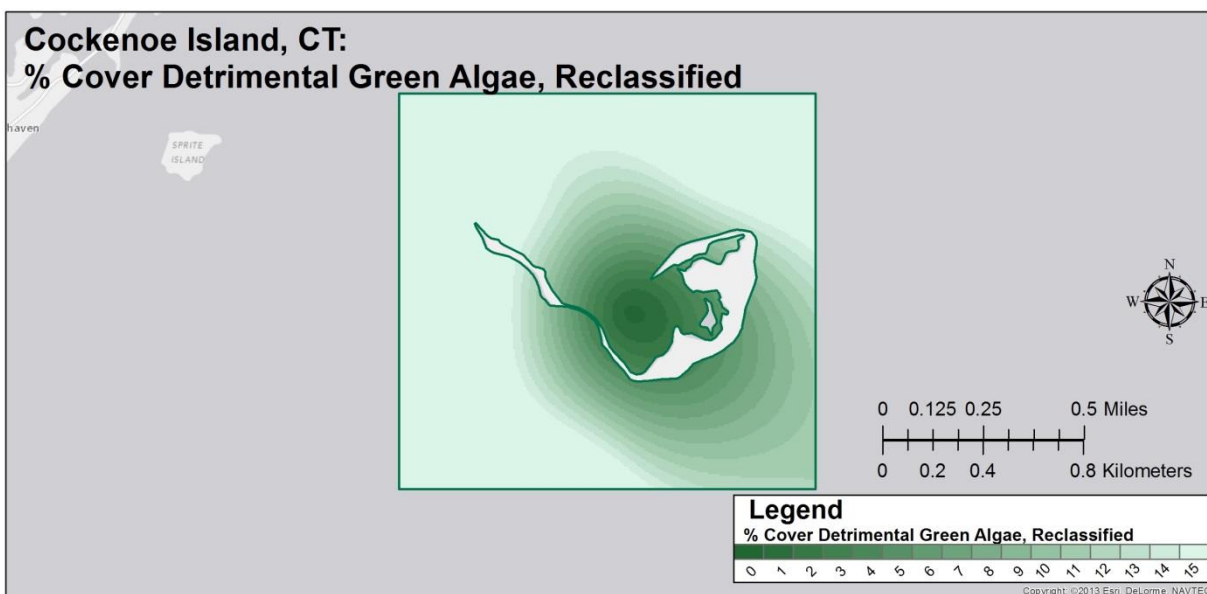 Cockenoe Island, CT:
% Cover Detrimental Green Algae, Reclassified
haven
SPRITE
ISLAND
N
W E
S
0 0.125 0.25 0.5 Miles
0 0.2 0.4 0.8 Kilometers
Legend
% Cover Detrimental Green Algae, Reclassified
0 1 2 3 4 5 6 7 8 9 10 11 12 13 14 15
Copyright: ©2013 Esri, DeLorme, NAVTEQ